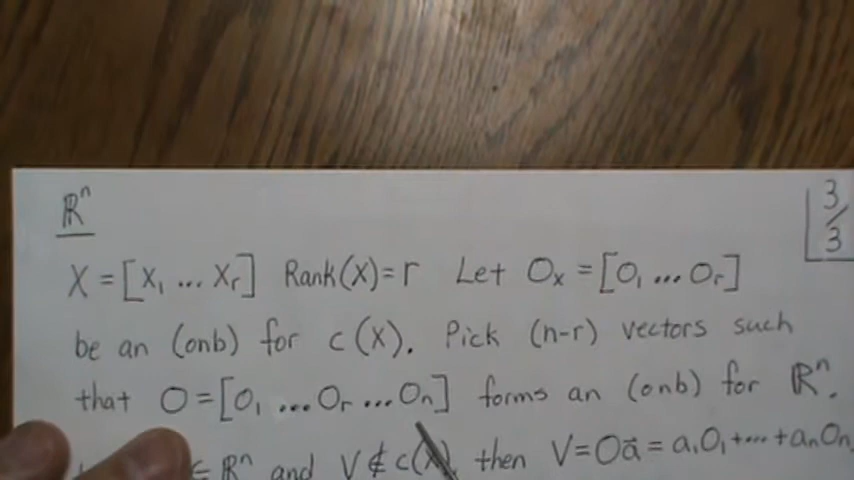 ℝⁿ
3/3
X = [X₁ ... Xᵣ] Rank(X) = r Let Oₓ = [O₁ ... Oᵣ]
be an (onb) for c(X). Pick (n-r) vectors such
that O = [O₁ ... Oᵣ ... Oₙ] forms an (onb) for ℝⁿ.
∈ ℝⁿ and V ∉ c(X), then V = Oa⃗ = a₁O₁ + ... + aₙOₙ